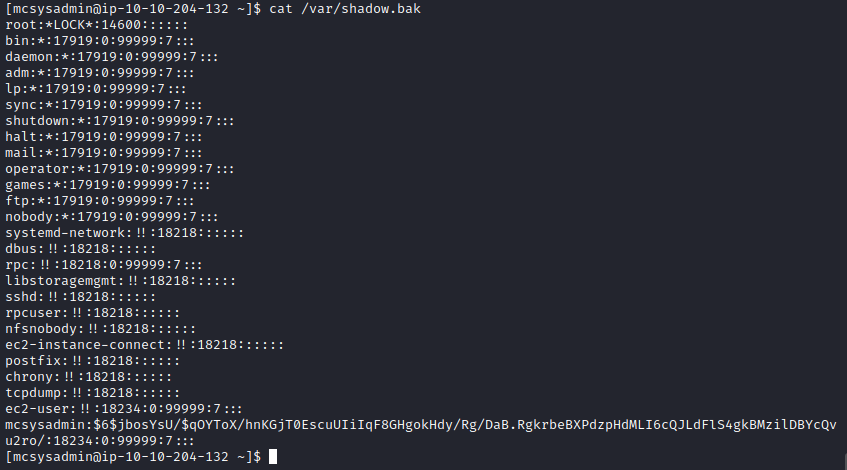 [mcsysadmin@ip-10-10-204-132 ~]$ cat /var/shadow.bak
root:*LOCK*:14600::::::
bin:*:17919:0:99999:7:::
daemon:*:17919:0:99999:7:::
adm:*:17919:0:99999:7:::
lp:*:17919:0:99999:7:::
sync:*:17919:0:99999:7:::
shutdown:*:17919:0:99999:7:::
halt:*:17919:0:99999:7:::
mail:*:17919:0:99999:7:::
operator:*:17919:0:99999:7:::
games:*:17919:0:99999:7:::
ftp:*:17919:0:99999:7:::
nobody:*:17919:0:99999:7:::
systemd-network:!!:18218::::::
dbus:!!:18218::::::
rpc:!!:18218:0:99999:7:::
libstoragemgmt:!!:18218::::::
sshd:!!:18218::::::
rpcuser:!!:18218::::::
nfsnobody:!!:18218::::::
ec2-instance-connect:!!:18218::::::
postfix:!!:18218::::::
chrony:!!:18218::::::
tcpdump:!!:18218::::::
ec2-user:!!:18234:0:99999:7:::
mcsysadmin:$6$jbosYsU/$qOYToX/hnKGjT0EscuUIiIqF8GHgokHdy/Rg/DaB.RgkrbeBXPdzpHdMLI6cQJLdFlS4gkBMzilDBYcQv
u2ro/:18234:0:99999:7:::
[mcsysadmin@ip-10-10-204-132 ~]$